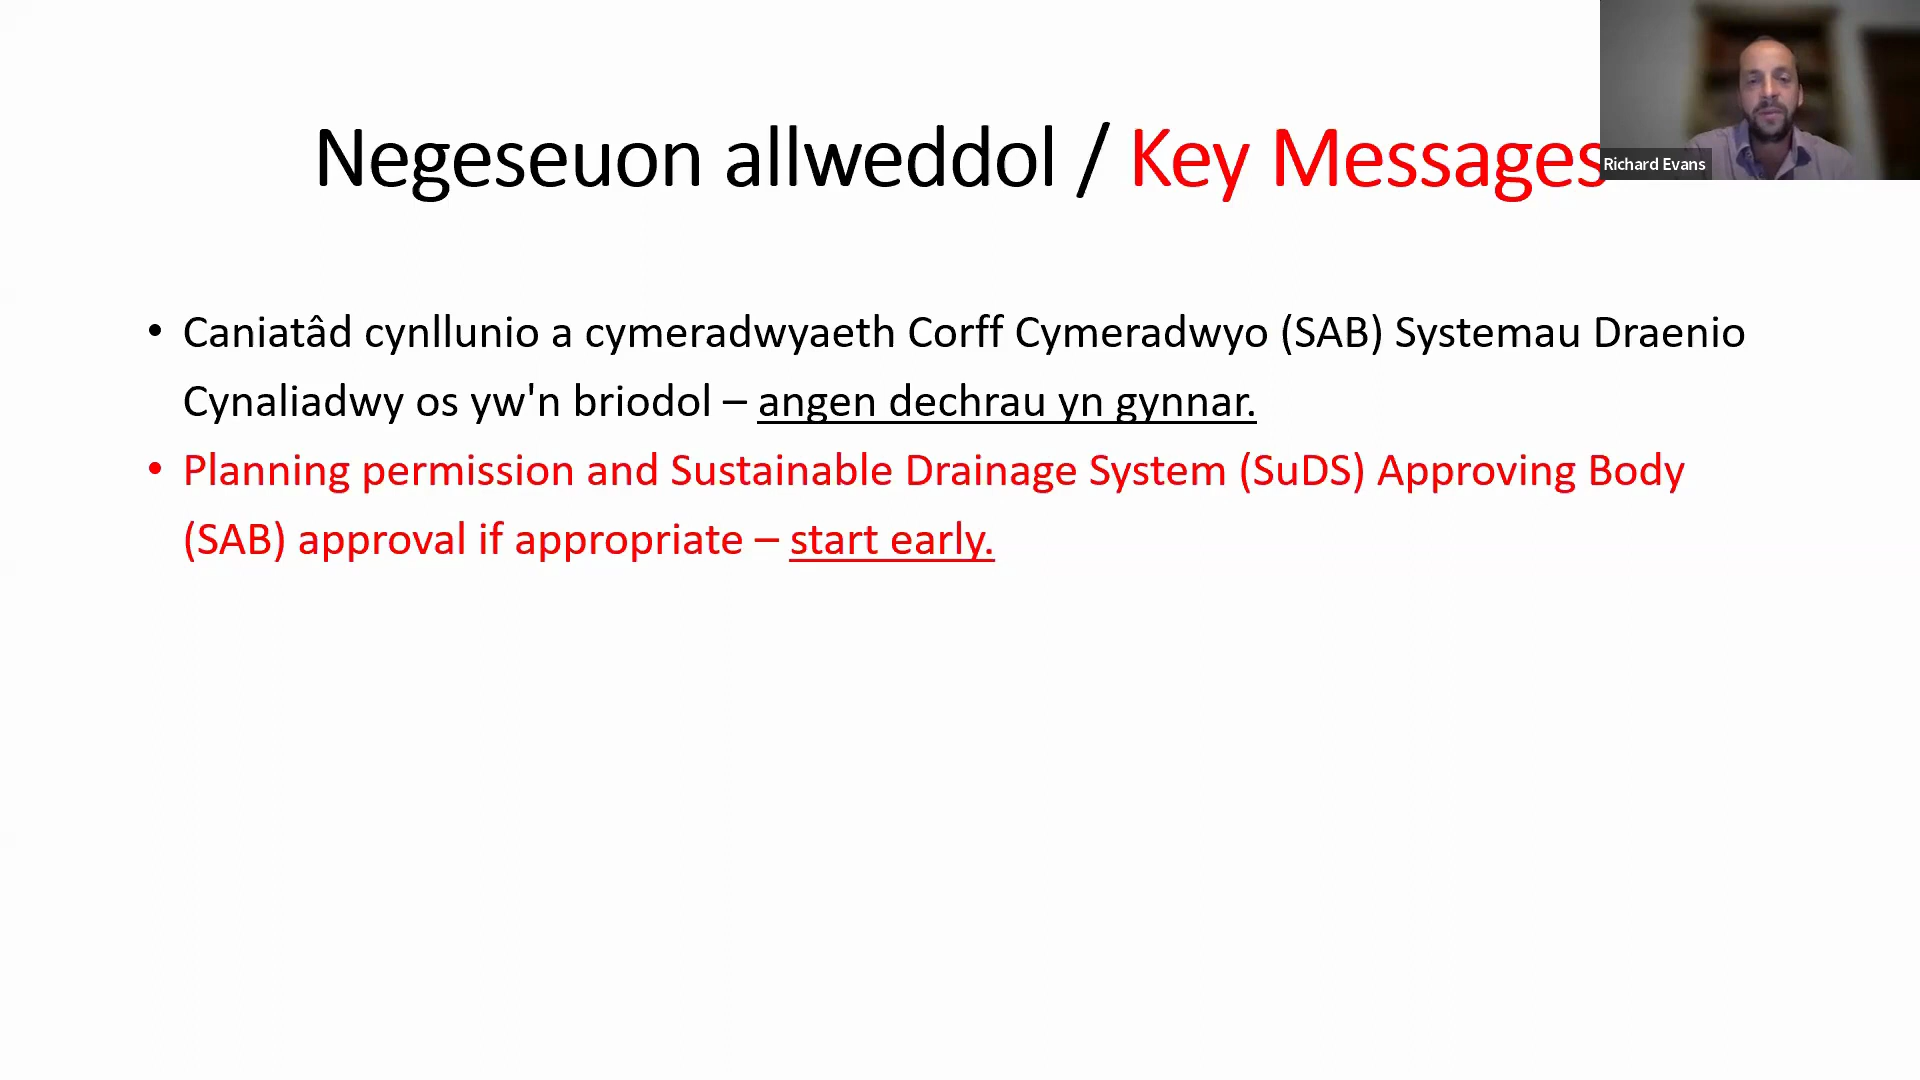 Negeseuon allweddol / Key Messages
Richard Evans
• Caniatâd cynllunio a cymeradwyaeth Corff Cymeradwyo (SAB) Systemau Draenio
Cynaliadwy os yw'n briodol – angen dechrau yn gynnar.
• Planning permission and Sustainable Drainage System (SuDS) Approving Body
(SAB) approval if appropriate – start early.